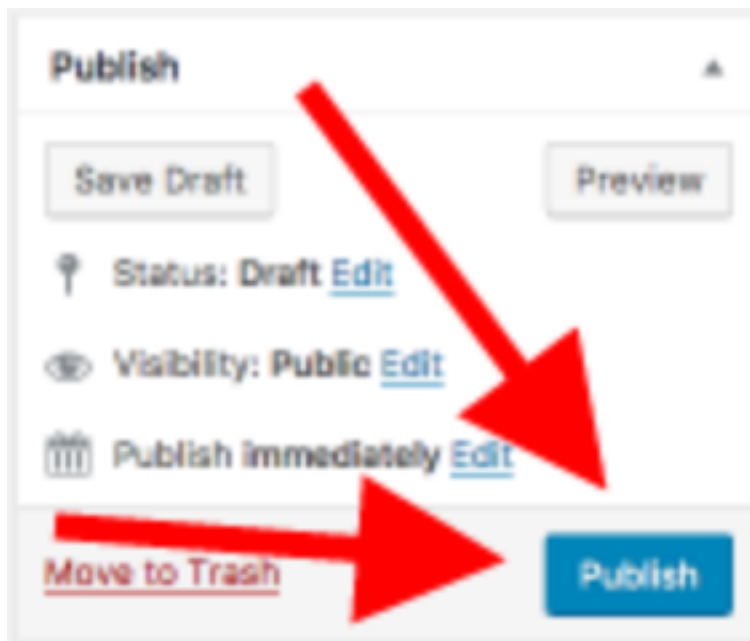 Publish
Save Draft Preview
Status: Draft Edit
Visibility: Public Edit
Publish immediately Edit
Move to Trash Publish